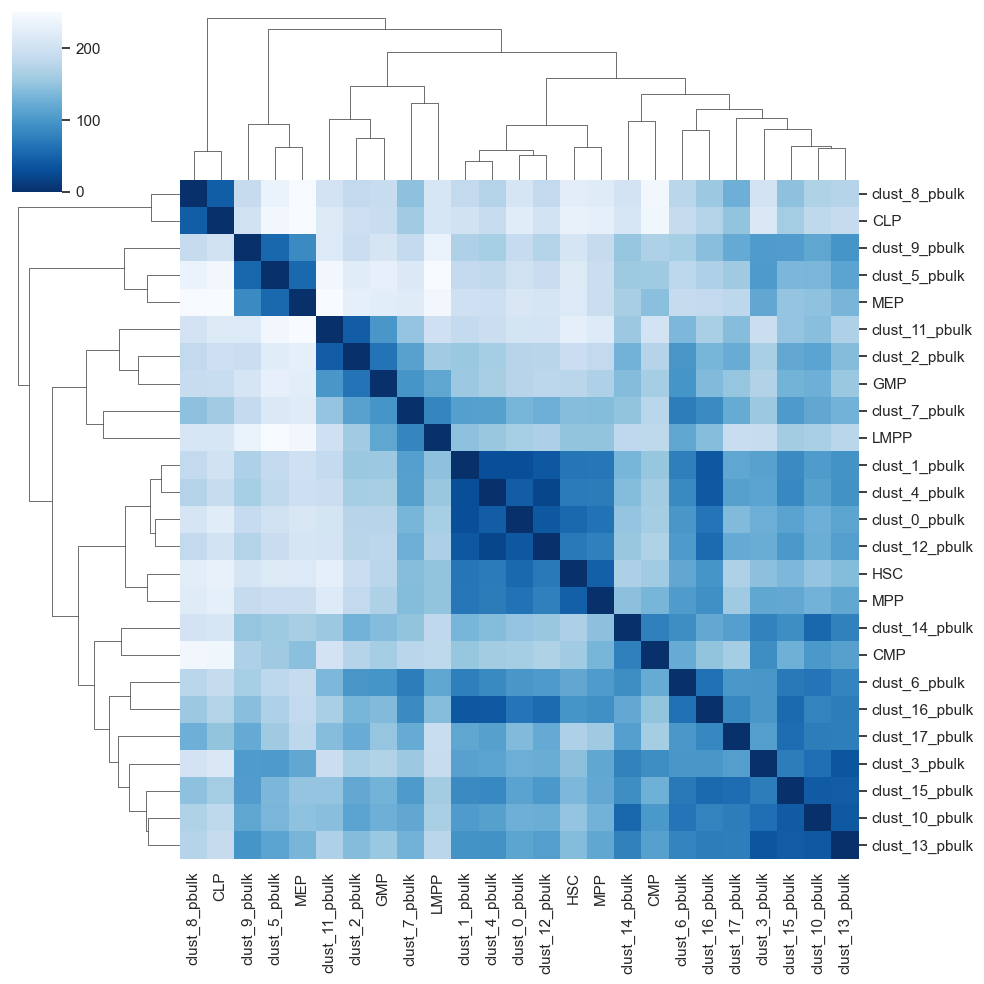 200
100
0
clust_8_pbulk
CLP
clust_9_pbulk
clust_5_pbulk
MEP
clust_11_pbulk
clust_2_pbulk
GMP
clust_7_pbulk
LMPP
clust_1_pbulk
clust_4_pbulk
clust_0_pbulk
clust_12_pbulk
HSC
MPP
clust_14_pbulk
CMP
clust_6_pbulk
clust_16_pbulk
clust_17_pbulk
clust_3_pbulk
clust_15_pbulk
clust_10_pbulk
clust_13_pbulk
clust_8_pbulk
CLP
clust_9_pbulk
clust_5_pbulk
MEP
clust_11_pbulk
clust_2_pbulk
GMP
clust_7_pbulk
LMPP
clust_1_pbulk
clust_4_pbulk
clust_0_pbulk
clust_12_pbulk
HSC
MPP
clust_14_pbulk
CMP
clust_6_pbulk
clust_16_pbulk
clust_17_pbulk
clust_3_pbulk
clust_15_pbulk
clust_10_pbulk
clust_13_pbulk